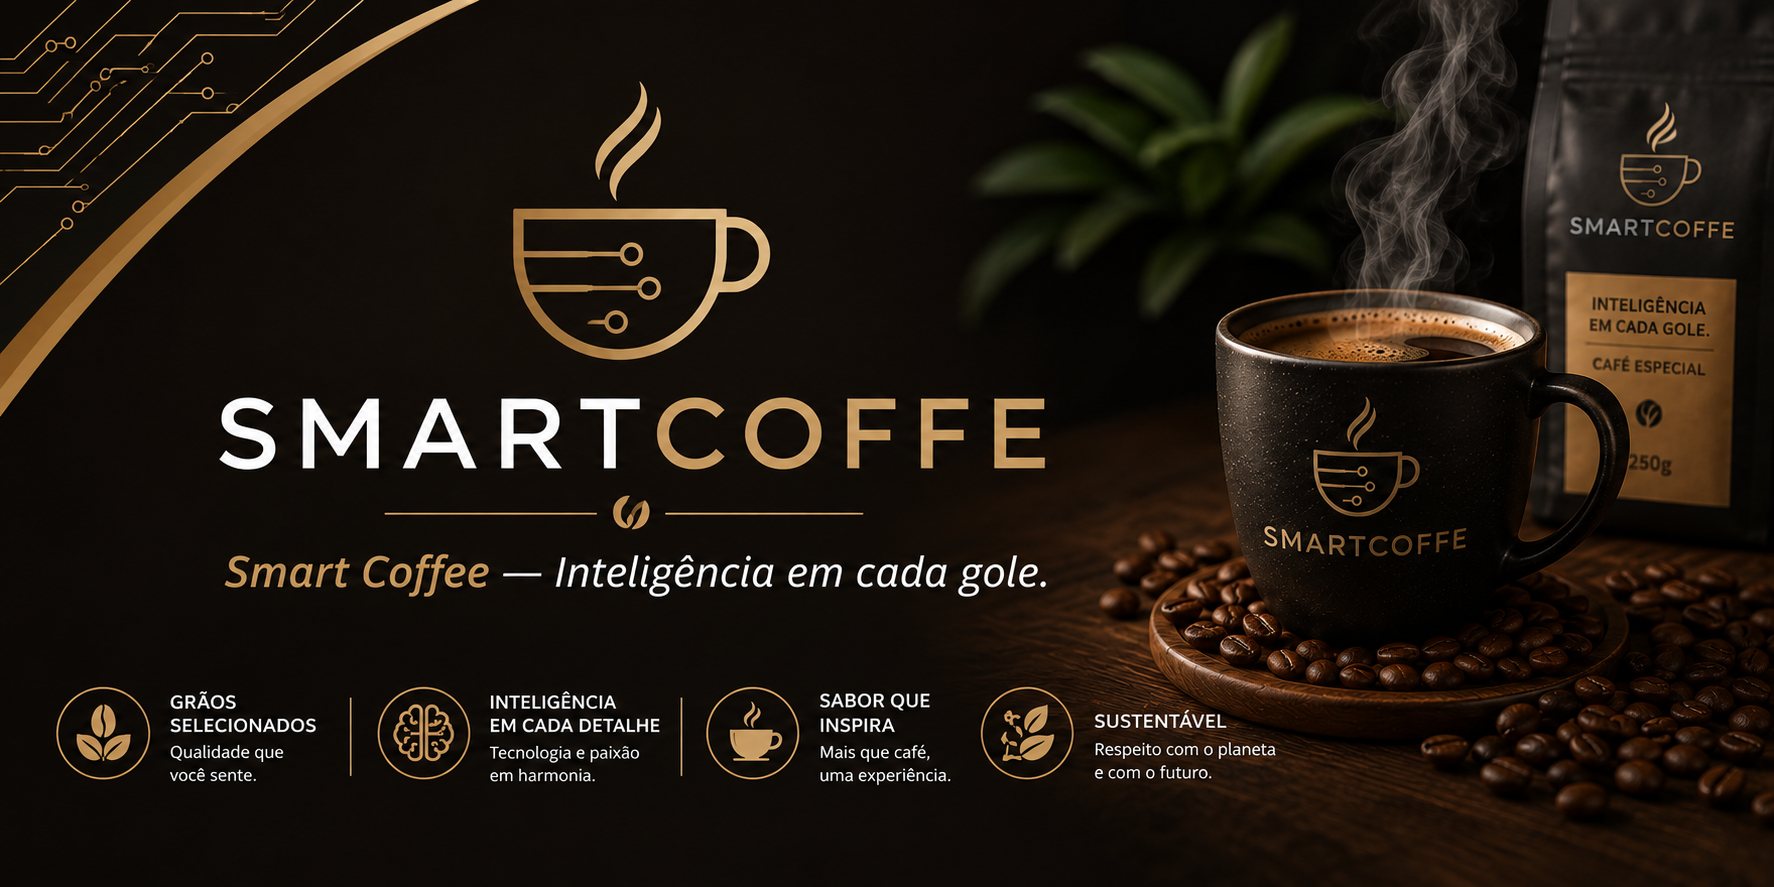 SMARTCOFFE
Smart Coffee — Inteligência em cada gole.
GRÃOS
SELECIONADOS
Qualidade que
você sente.
INTELIGÊNCIA
EM CADA DETALHE
Tecnologia e paixão
em harmonia.
SABOR QUE
INSPIRA
Mais que café,
uma experiência.
SUSTENTÁVEL
Respeito com o planeta
e com o futuro.
SMARTCOFFE
SMARTCOFFE
INTELIGÊNCIA
EM CADA GOLE.
CAFÉ ESPECIAL
250g